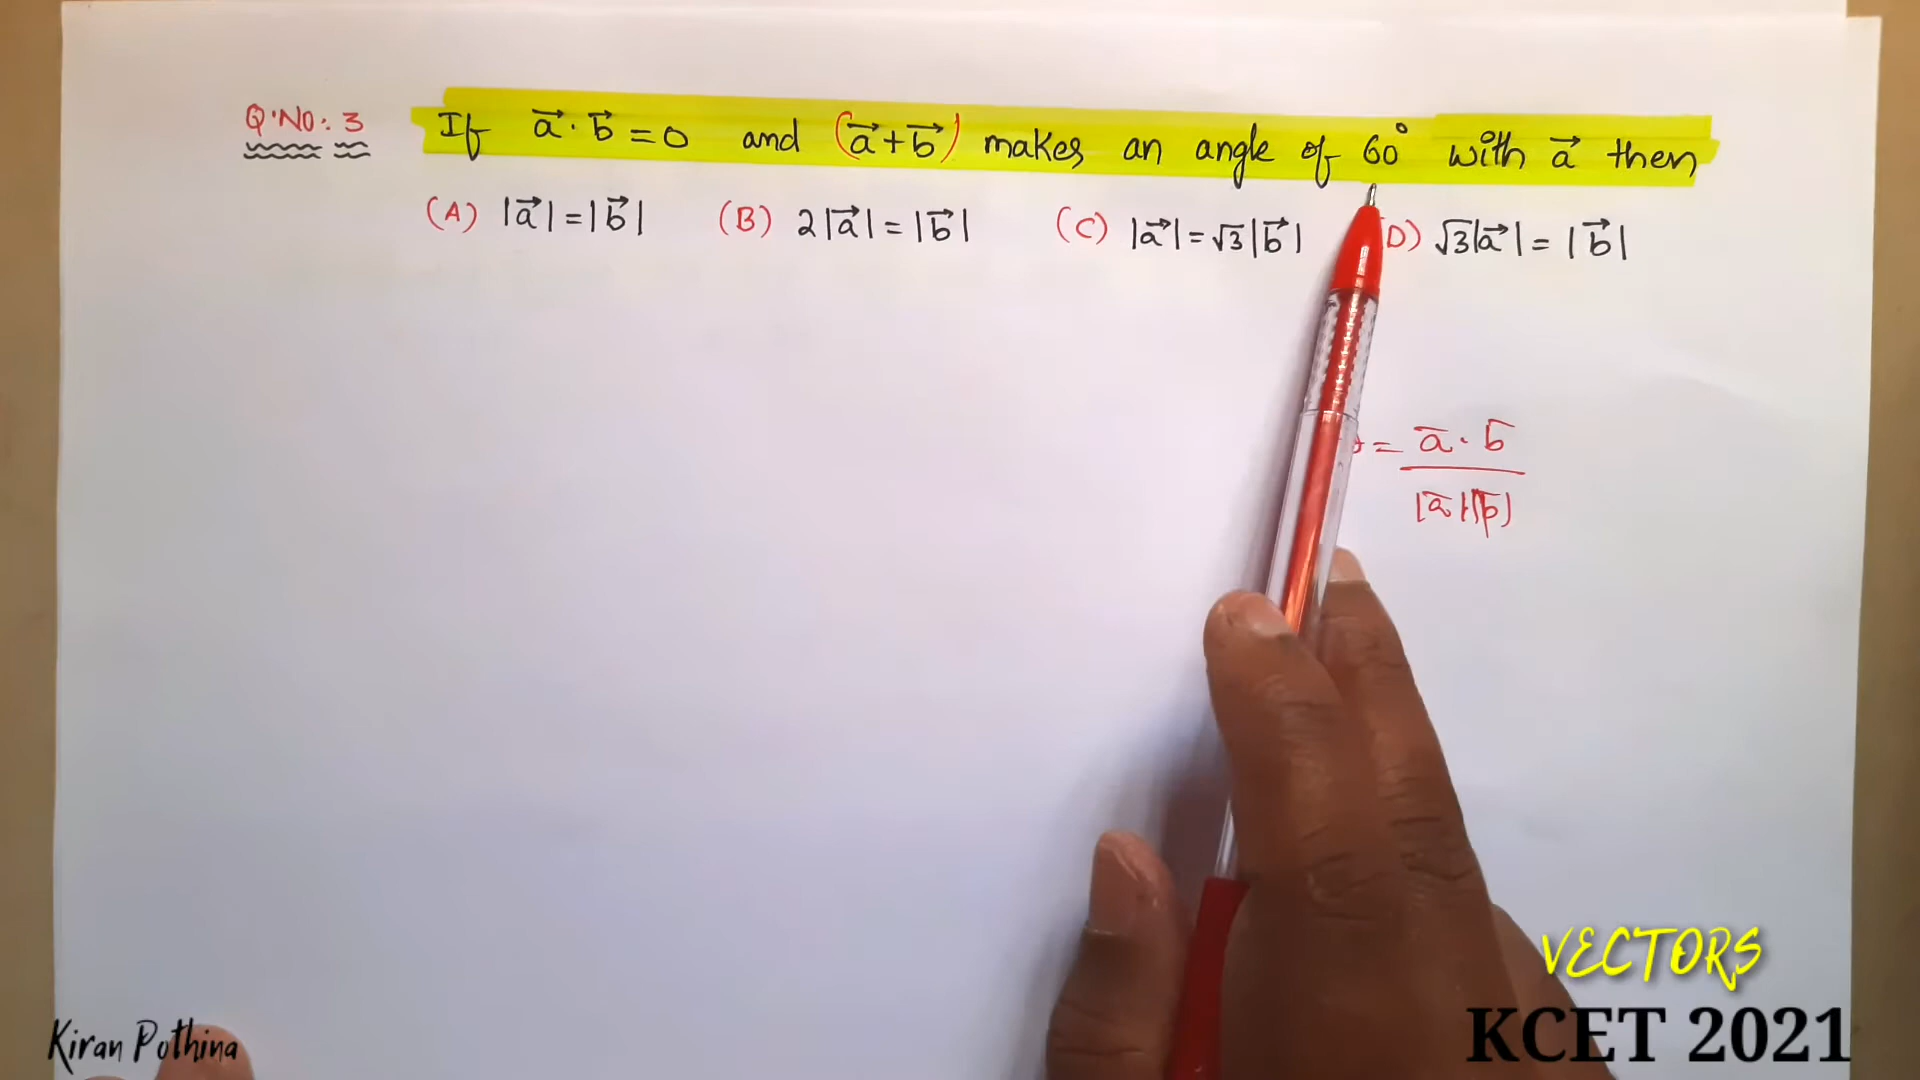 Q.No: 3 If a⃗ · b⃗ = 0 and (a⃗ + b⃗) makes an angle of 60° with a⃗ then
(A) |a⃗| = |b⃗| (B) 2|a⃗| = |b⃗| (C) |a⃗| = √3|b⃗| (D) √3|a⃗| = |b⃗|
= a̅ · b̅
|a̅||b̅|
VECTORS
KCET 2021
Kiran Pothina